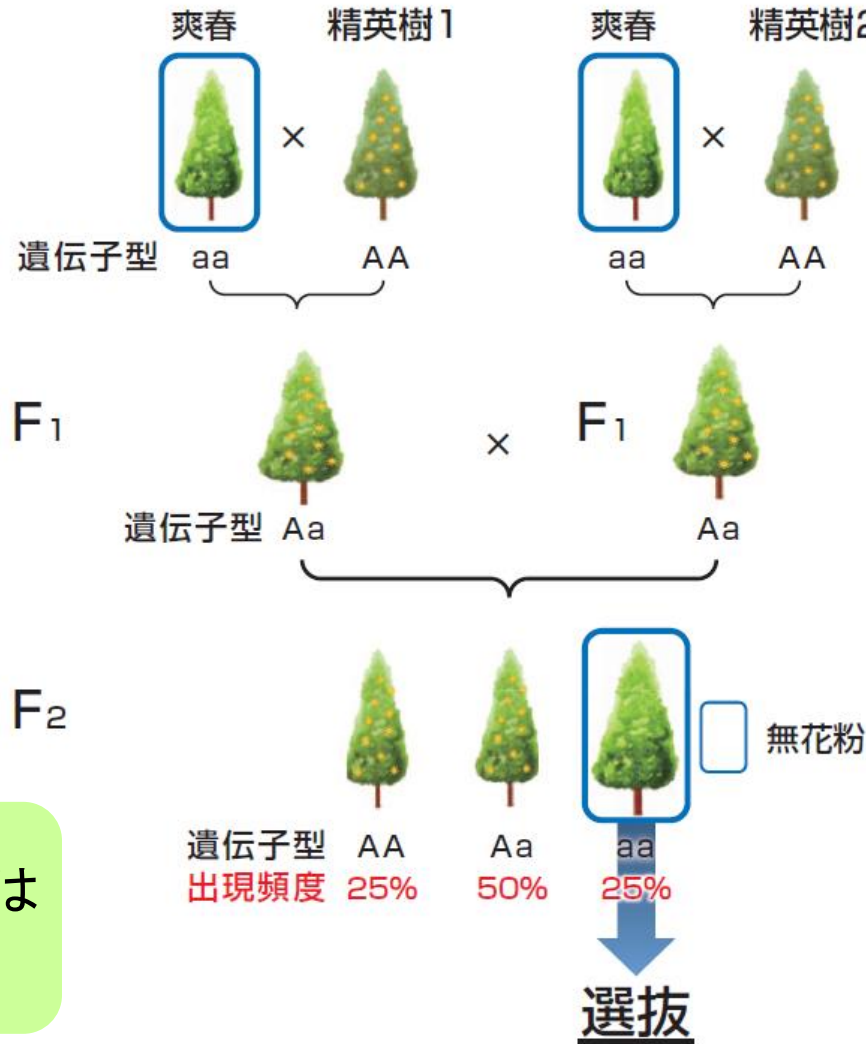 爽春 精英樹1 爽春 精英樹2
× ×
遺伝子型 aa AA aa AA
F1 × F1
遺伝子型 Aa Aa
F2
無花粉
遺伝子型 AA Aa aa
出現頻度 25% 50% 25%
は
選抜